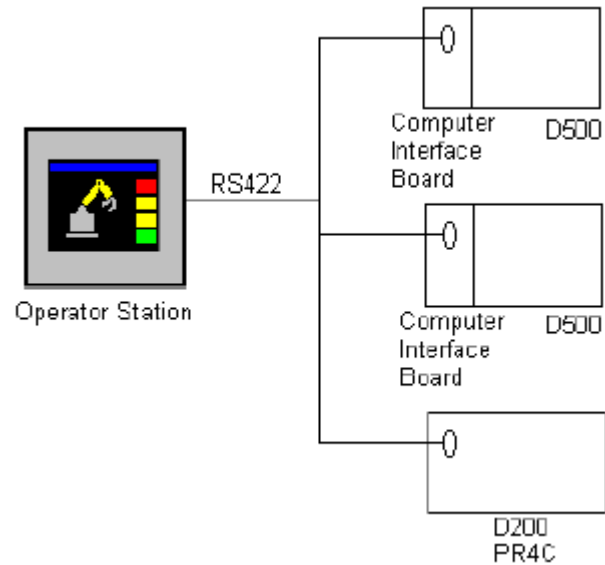 Computer
Interface
Board
D500
RS422
Operator Station
Computer
Interface
Board
D500
D200
PR4C